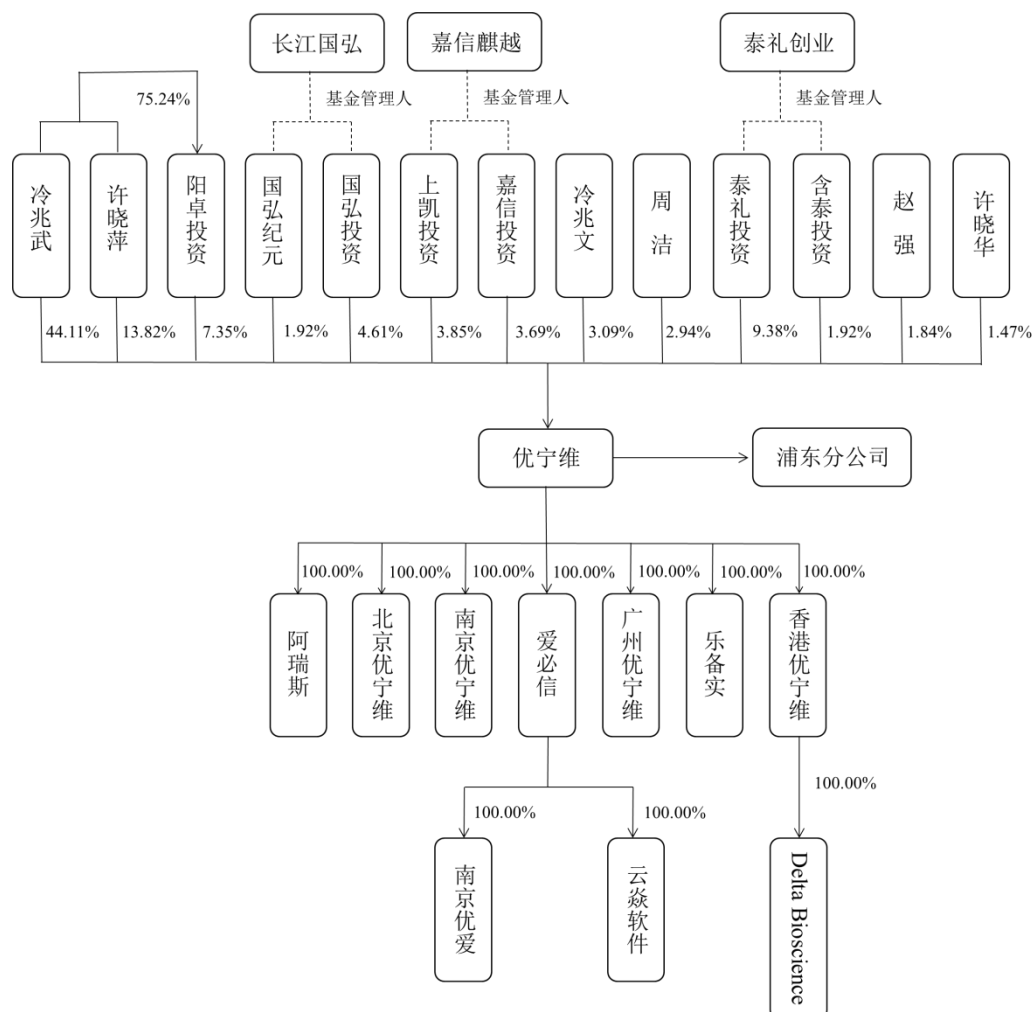 长江国弘
嘉信麒越
泰礼创业
75.24%
基金管理人
基金管理人
基金管理人
冷兆武
许晓萍
阳卓投资
国弘纪元
国弘投资
上凯投资
嘉信投资
冷兆文
周洁
泰礼投资
含泰投资
赵强
许晓华
44.11%
13.82%
7.35%
1.92%
4.61%
3.85%
3.69%
3.09%
2.94%
9.38%
1.92%
1.84%
1.47%
优宁维
浦东分公司
100.00%
100.00%
100.00%
100.00%
100.00%
100.00%
100.00%
阿瑞斯
北京优宁维
南京优宁维
爱必信
广州优宁维
乐备实
香港优宁维
100.00%
100.00%
100.00%
南京优爱
云焱软件
Delta Bioscience